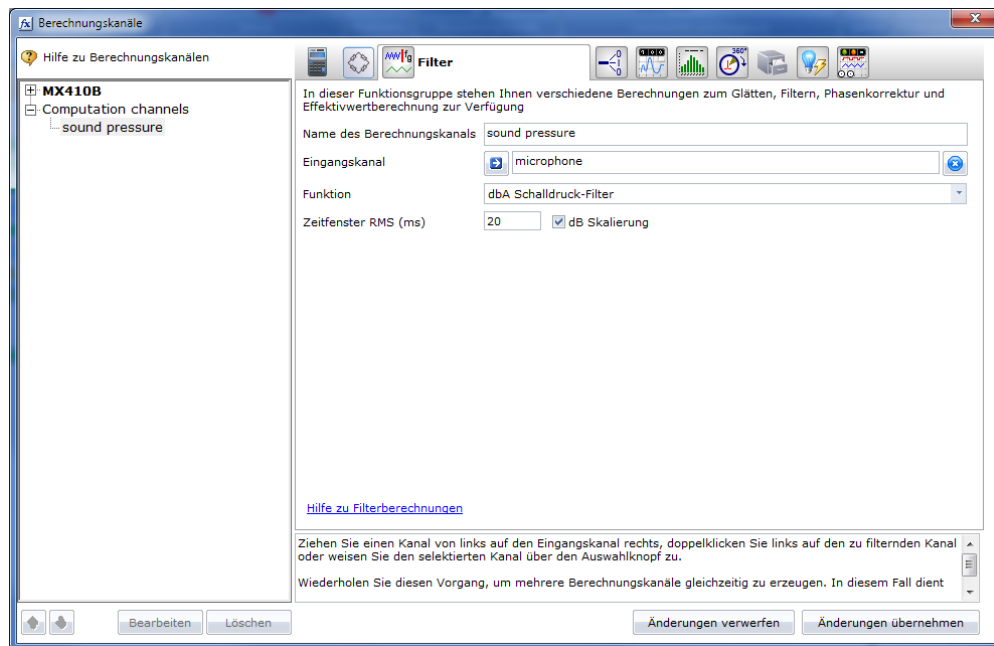 Berechnungskanäle
Hilfe zu Berechnungskanälen
Filter
MX410B
Computation channels
sound pressure
In dieser Funktionsgruppe stehen Ihnen verschiedene Berechnungen zum Glätten, Filtern, Phasenkorrektur und
Effektivwertberechnung zur Verfügung
Name des Berechnungskanals sound pressure
Eingangskanal microphone
Funktion dbA Schalldruck-Filter
Zeitfenster RMS (ms) 20 dB Skalierung
Hilfe zu Filterberechnungen
Ziehen Sie einen Kanal von links auf den Eingangskanal rechts, doppelklicken Sie links auf den zu filternden Kanal
oder weisen Sie den selektierten Kanal über den Auswahlknopf zu.
Wiederholen Sie diesen Vorgang, um mehrere Berechnungskanäle gleichzeitig zu erzeugen. In diesem Fall dient
Bearbeiten Löschen Änderungen verwerfen Änderungen übernehmen